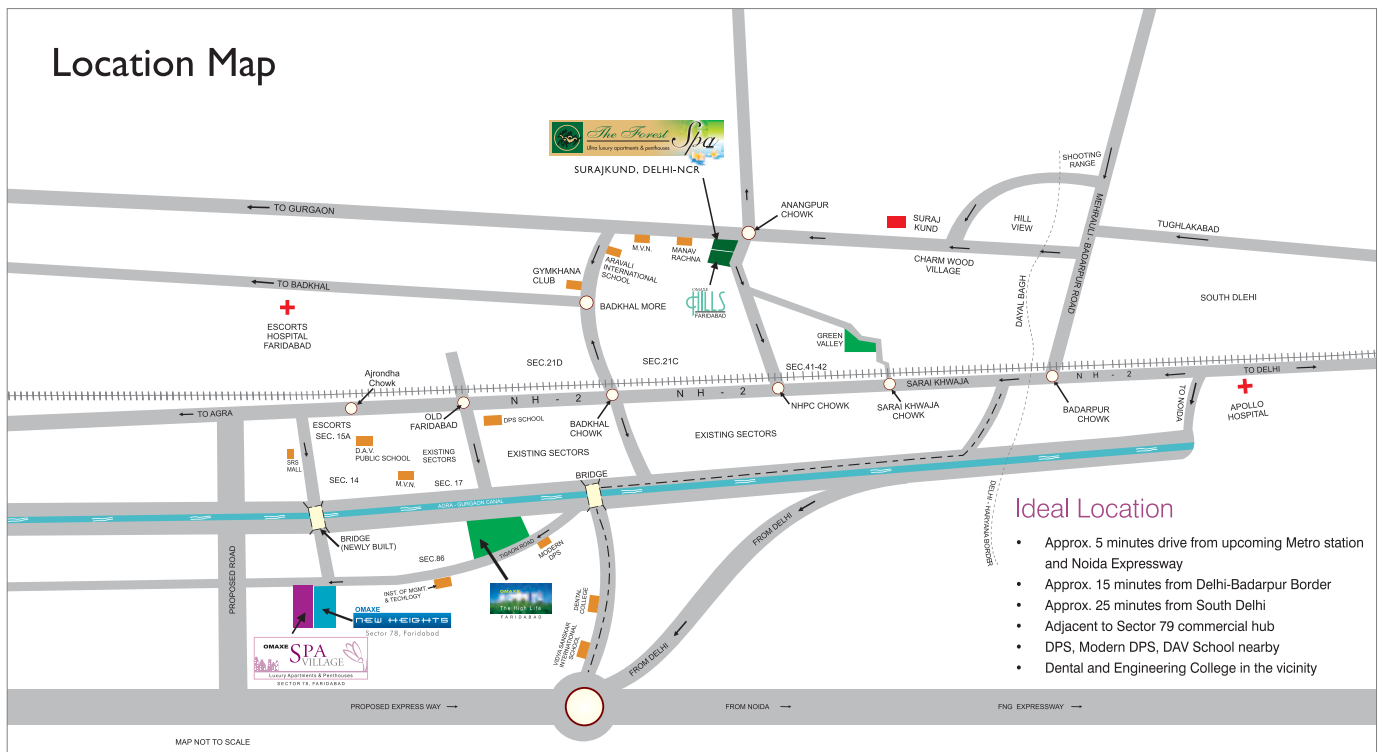 Location Map
The Forest Spa
Ultra luxury apartments & penthouses
SURAJKUND, DELHI-NCR
SHOOTING
RANGE
TO GURGAON
ANANGPUR
CHOWK
SURAJ
KUND
HILL
VIEW
MEHRAULI - BADARPUR ROAD
TUGHLAKABAD
M.V.N.
MANAV
RACHNA
ARAVALI
INTERNATIONAL
SCHOOL
CHARM WOOD
VILLAGE
GYMKHANA
CLUB
TO BADKHAL
BADKHAL MORE
OMAXE
HILLS
FARIDABAD
DAYAL BAGH
SOUTH DLEHI
ESCORTS
HOSPITAL
FARIDABAD
GREEN
VALLEY
SEC.21D
SEC.21C
SEC.41-42
Ajrondha
Chowk
SARAI KHWAJA
N H - 2
TO DELHI
N H - 2
N H - 2
TO AGRA
OLD
FARIDABAD
DPS SCHOOL
BADKHAL
CHOWK
NHPC CHOWK
SARAI KHWAJA
CHOWK
BADARPUR
CHOWK
TO NOIDA
APOLLO
HOSPITAL
ESCORTS
SEC. 15A
D.A.V.
PUBLIC SCHOOL
EXISTING
SECTORS
EXISTING SECTORS
EXISTING SECTORS
SRS
MALL
SEC. 14
M.V.N.
SEC. 17
BRIDGE
AGRA - GURGAON CANAL
DELHI - HARYANA BORDER
BRIDGE
(NEWLY BUILT)
SEC.86
TIGAON ROAD
MODERN
DPS
FROM DELHI
PROPOSED ROAD
INST. OF MGMT.
& TECHLOGY
OMAXE
The High Life
FARIDABAD
DENTAL
COLLEGE
OMAXE
NEW HEIGHTS
Sector 78, Faridabad
VIDYA SANSKAR
INTERNATIONAL
SCHOOL
FROM DELHI
OMAXE SPA
VILLAGE
Luxury Apartments & Penthouses
SECTOR 78, FARIDABAD
Ideal Location
• Approx. 5 minutes drive from upcoming Metro station
and Noida Expressway
• Approx. 15 minutes from Delhi-Badarpur Border
• Approx. 25 minutes from South Delhi
• Adjacent to Sector 79 commercial hub
• DPS, Modern DPS, DAV School nearby
• Dental and Engineering College in the vicinity
PROPOSED EXPRESS WAY
FROM NOIDA
FNG EXPRESSWAY
MAP NOT TO SCALE